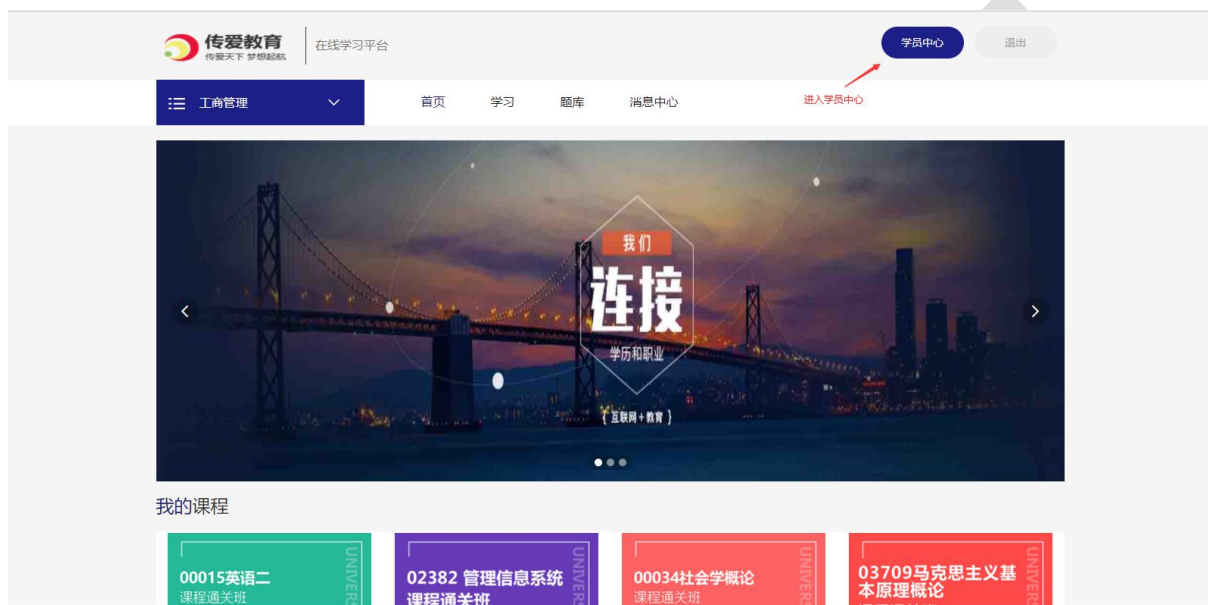 传爱教育
传爱天下 梦想起航
在线学习平台
学员中心
退出
工商管理
首页
学习
题库
消息中心
进入学员中心
我们
连接
学历和职业
{ 互联网+教育 }
我的课程
00015英语二
课程通关班
UNIVER
02382 管理信息系统
课程通关班
UNIVER
00034社会学概论
课程通关班
UNIVER
03709马克思主义基
本原理概论
UNIVER